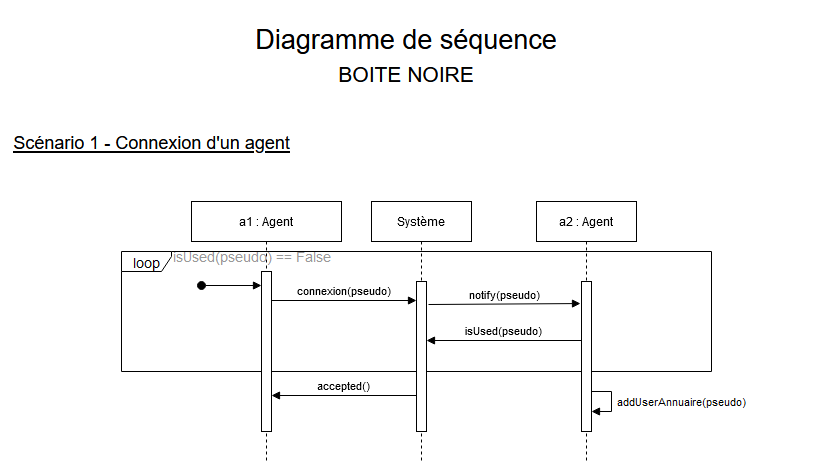 Diagramme de séquence
BOITE NOIRE
Scénario 1 - Connexion d'un agent
a1 : Agent
Système
a2 : Agent
loop
isUsed(pseudo) == False
connexion(pseudo)
notify(pseudo)
isUsed(pseudo)
accepted()
addUserAnnuaire(pseudo)